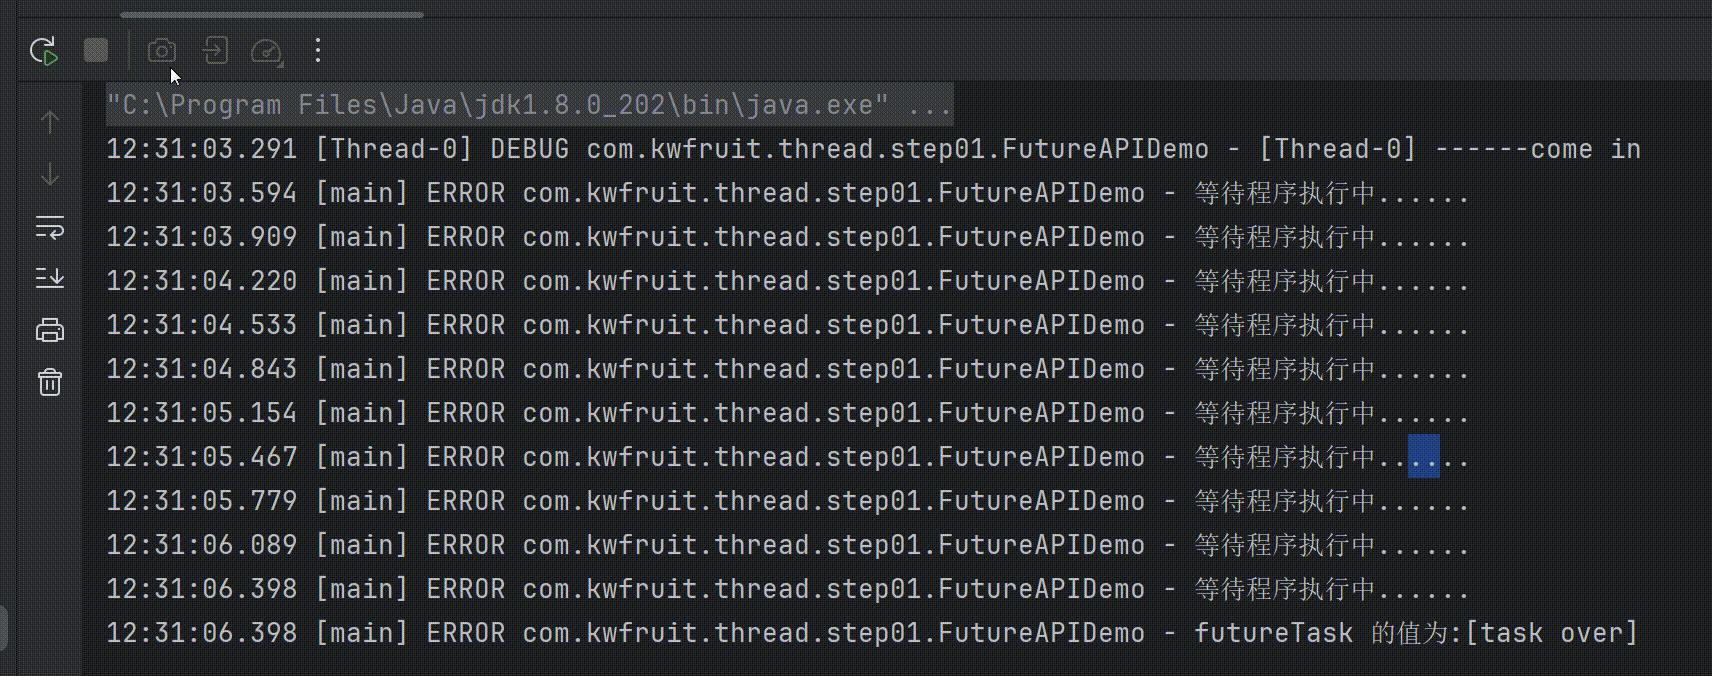 "C:\Program Files\Java\jdk1.8.0_202\bin\java.exe" ...
12:31:03.291 [Thread-0] DEBUG com.kwfruit.thread.step01.FutureAPIDemo - [Thread-0] ------come in
12:31:03.594 [main] ERROR com.kwfruit.thread.step01.FutureAPIDemo - 等待程序执行中......
12:31:03.909 [main] ERROR com.kwfruit.thread.step01.FutureAPIDemo - 等待程序执行中......
12:31:04.220 [main] ERROR com.kwfruit.thread.step01.FutureAPIDemo - 等待程序执行中......
12:31:04.533 [main] ERROR com.kwfruit.thread.step01.FutureAPIDemo - 等待程序执行中......
12:31:04.843 [main] ERROR com.kwfruit.thread.step01.FutureAPIDemo - 等待程序执行中......
12:31:05.154 [main] ERROR com.kwfruit.thread.step01.FutureAPIDemo - 等待程序执行中......
12:31:05.467 [main] ERROR com.kwfruit.thread.step01.FutureAPIDemo - 等待程序执行中......
12:31:05.779 [main] ERROR com.kwfruit.thread.step01.FutureAPIDemo - 等待程序执行中......
12:31:06.089 [main] ERROR com.kwfruit.thread.step01.FutureAPIDemo - 等待程序执行中......
12:31:06.398 [main] ERROR com.kwfruit.thread.step01.FutureAPIDemo - 等待程序执行中......
12:31:06.398 [main] ERROR com.kwfruit.thread.step01.FutureAPIDemo - futureTask 的值为:[task over]